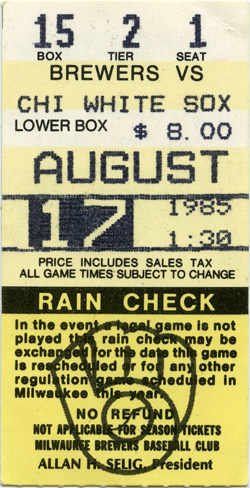 15 2 1
BOX TIER SEAT
BREWERS VS
CHI WHITE SOX
LOWER BOX $ 8.00
AUGUST
17 1985
1:30
PRICE INCLUDES SALES TAX
ALL GAME TIMES SUBJECT TO CHANGE
RAIN CHECK
In the event a legal game is not
played this rain check may be
exchanged for the date this game
is rescheduled or for any other
regulation game scheduled in
Milwaukee this year.
NO REFUND
NOT APPLICABLE FOR SEASON TICKETS
MILWAUKEE BREWERS BASEBALL CLUB
ALLAN H. SELIG, President